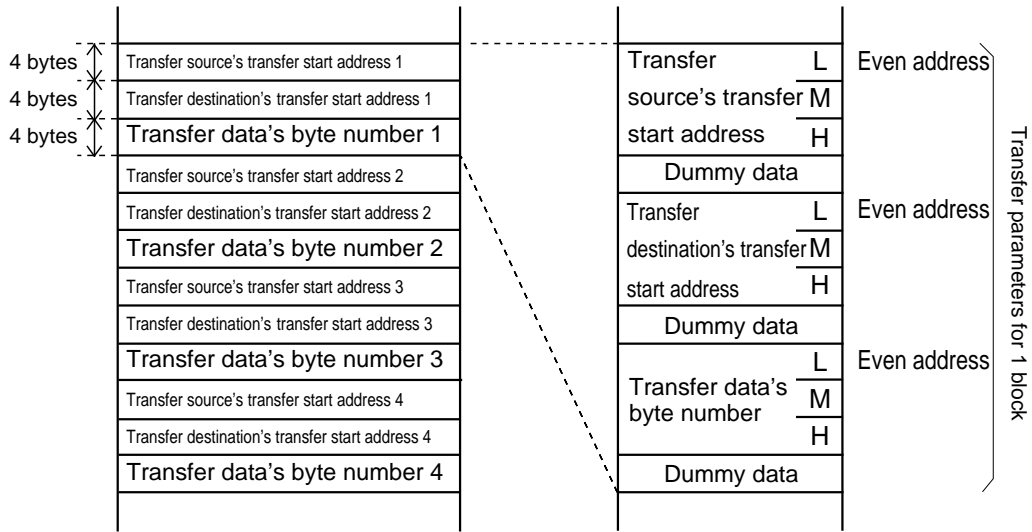 4 bytes
4 bytes
4 bytes
Transfer source's transfer start address 1
Transfer destination's transfer start address 1
Transfer data's byte number 1
Transfer source's transfer start address 2
Transfer destination's transfer start address 2
Transfer data's byte number 2
Transfer source's transfer start address 3
Transfer destination's transfer start address 3
Transfer data's byte number 3
Transfer source's transfer start address 4
Transfer destination's transfer start address 4
Transfer data's byte number 4
Transfer L Even address
source's transfer M
start address H
Dummy data
Transfer L Even address
destination's transfer M
start address H
Dummy data
L Even address
Transfer data's M
byte number H
Dummy data
Transfer parameters for 1 block